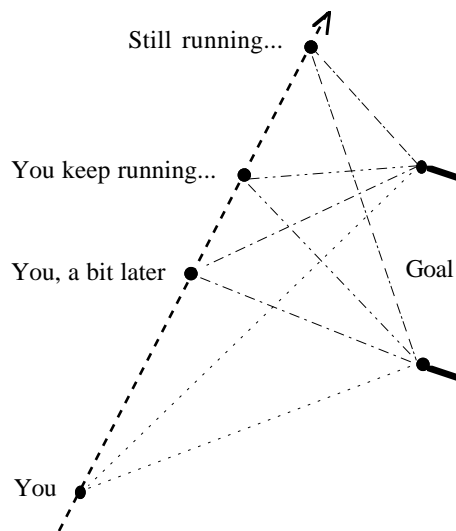 Still running...
You keep running...
You, a bit later
Goal
You